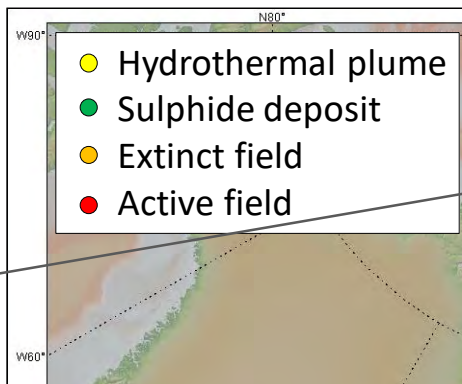 N80°
W90°
Hydrothermal plume
Sulphide deposit
Extinct field
Active field
W60°